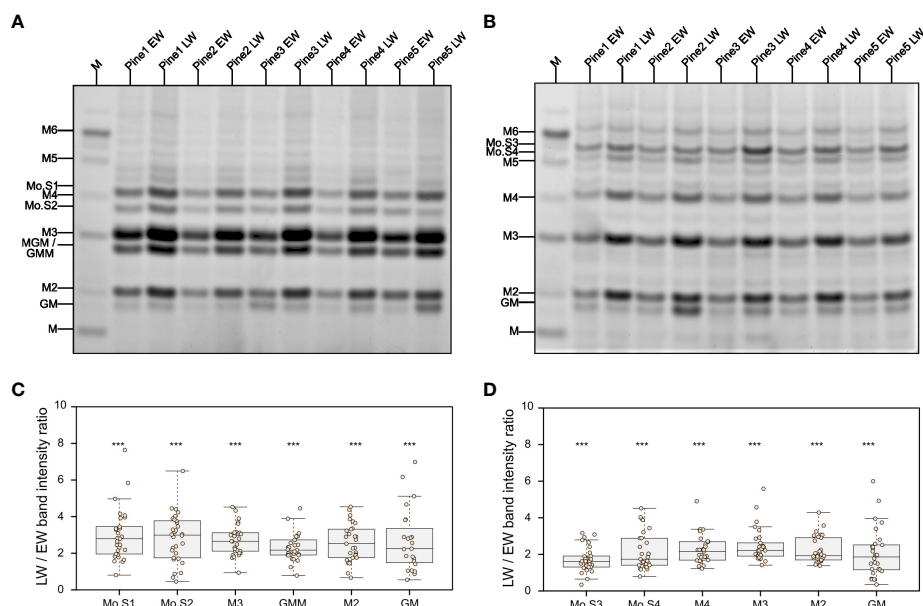 A
Pine1 EW
Pine1 LW
Pine2 EW
Pine2 LW
Pine3 EW
Pine3 LW
Pine4 EW
Pine4 LW
Pine5 EW
Pine5 LW
M
M6
M5
Mo.S1
M4
Mo.S2
M3
MGM /
GMM
M2
GM
M
B
Pine1 EW
Pine1 LW
Pine2 EW
Pine2 LW
Pine3 EW
Pine3 LW
Pine4 EW
Pine4 LW
Pine5 EW
Pine5 LW
M
M6
Mo.S3
Mo.S4
M5
M4
M3
M2
GM
M
C
LW / EW band intensity ratio
10
8
6
4
2
0
*** *** *** *** *** ***
Mo.S1 Mo.S2 M3 GMM M2 GM
D
LW / EW band intensity ratio
10
8
6
4
2
0
*** *** *** *** *** ***
Mo.S3 Mo.S4 M4 M3 M2 GM